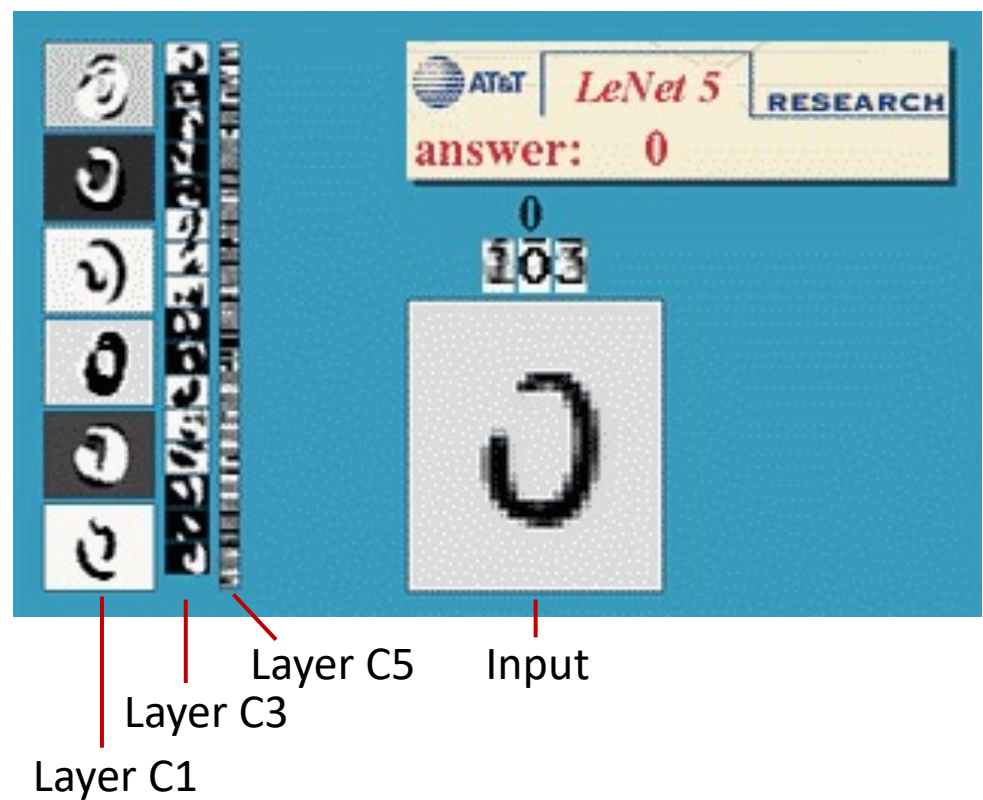 AT&T LeNet 5 RESEARCH
answer: 0
0
103
Layer C5 Input
Layer C3
Layer C1